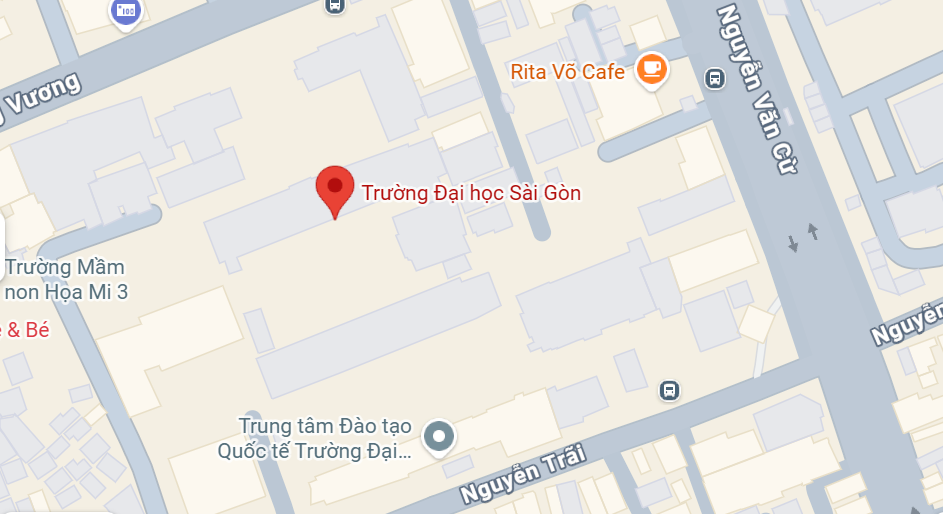 Vương
Rita Võ Cafe
Nguyễn Văn Cừ
Trường Đại học Sài Gòn
Trường Mầm
non Họa Mi 3
& Bé
Nguyễn
Trung tâm Đào tạo
Quốc tế Trường Đại...
Nguyễn Trãi